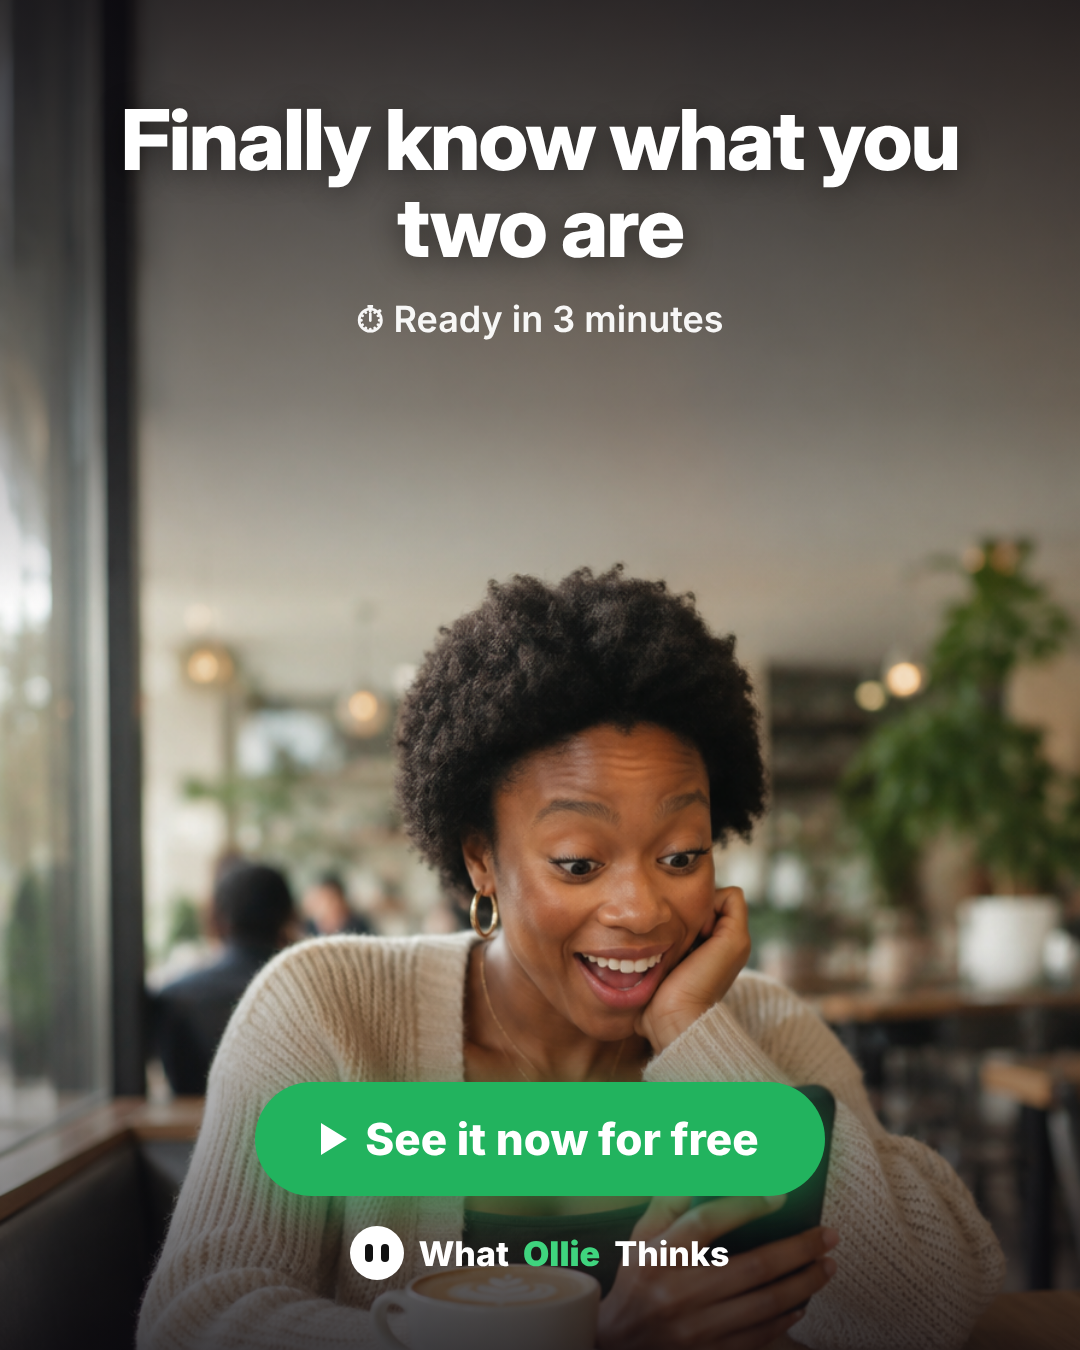 Finally know what you
two are
⏱ Ready in 3 minutes
▶ See it now for free
What Ollie Thinks